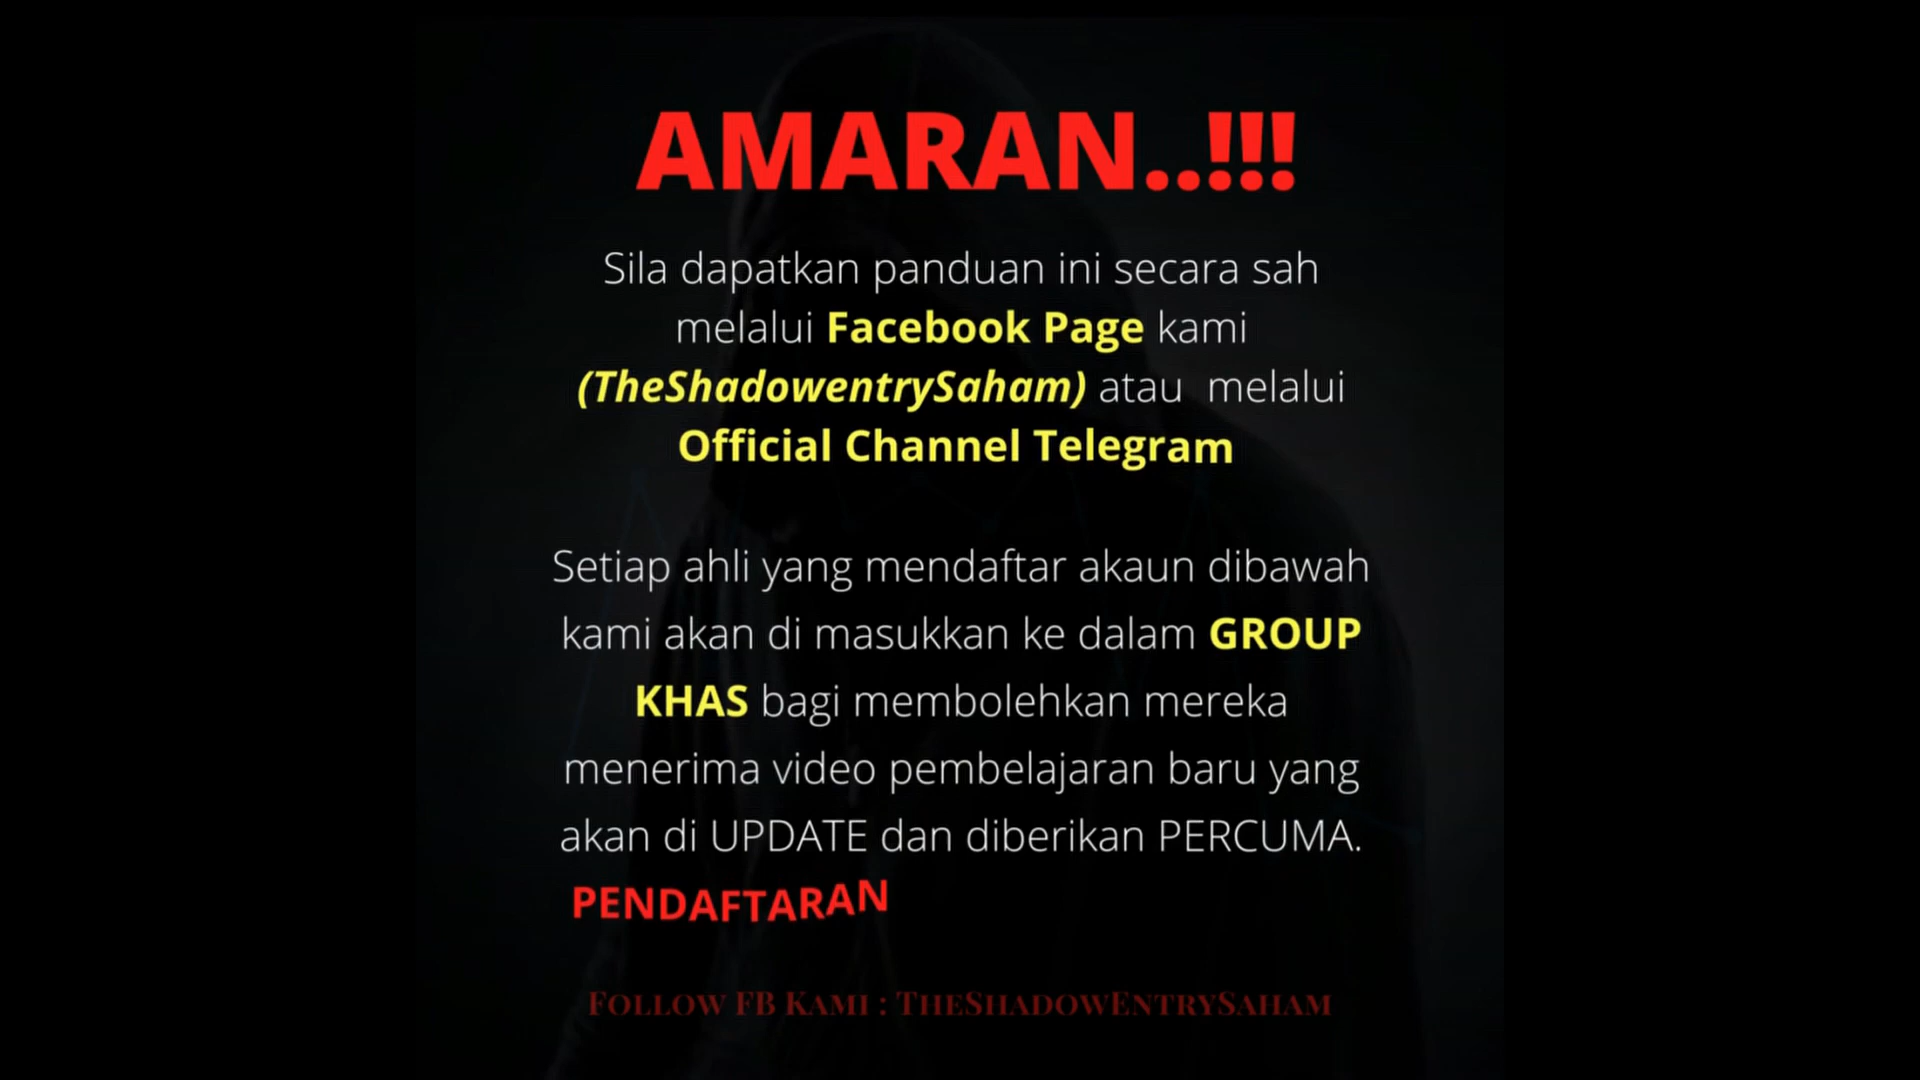 AMARAN..!!!
Sila dapatkan panduan ini secara sah
melalui Facebook Page kami
(TheShadowentrySaham) atau melalui
Official Channel Telegram
Setiap ahli yang mendaftar akaun dibawah
kami akan di masukkan ke dalam GROUP
KHAS bagi membolehkan mereka
menerima video pembelajaran baru yang
akan di UPDATE dan diberikan PERCUMA.
PENDAFTARAN
Follow FB Kami : TheShadowEntrySaham